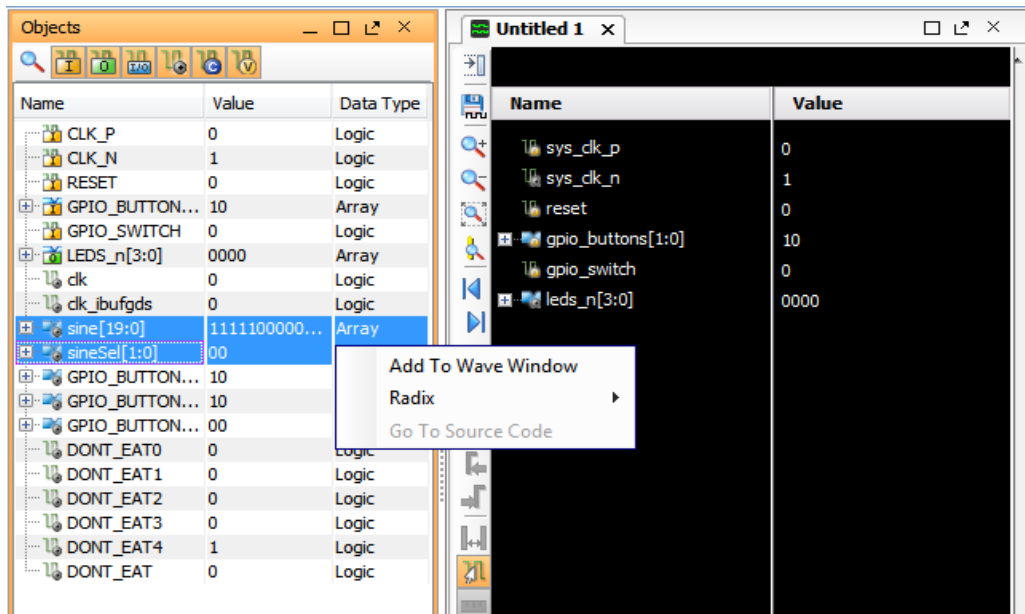 Objects
Name Value Data Type
CLK_P 0 Logic
CLK_N 1 Logic
RESET 0 Logic
GPIO_BUTTON... 10 Array
GPIO_SWITCH 0 Logic
LEDS_n[3:0] 0000 Array
clk 0 Logic
clk_ibufgds 0 Logic
sine[19:0] 1111100000... Array
sineSel[1:0] 00
GPIO_BUTTON... 10
GPIO_BUTTON... 10
GPIO_BUTTON... 00
DONT_EAT0 0 Logic
DONT_EAT1 0 Logic
DONT_EAT2 0 Logic
DONT_EAT3 0 Logic
DONT_EAT4 1 Logic
DONT_EAT 0 Logic
Add To Wave Window
Radix
Go To Source Code
Untitled 1
Name Value
sys_clk_p 0
sys_clk_n 1
reset 0
gpio_buttons[1:0] 10
gpio_switch 0
leds_n[3:0] 0000